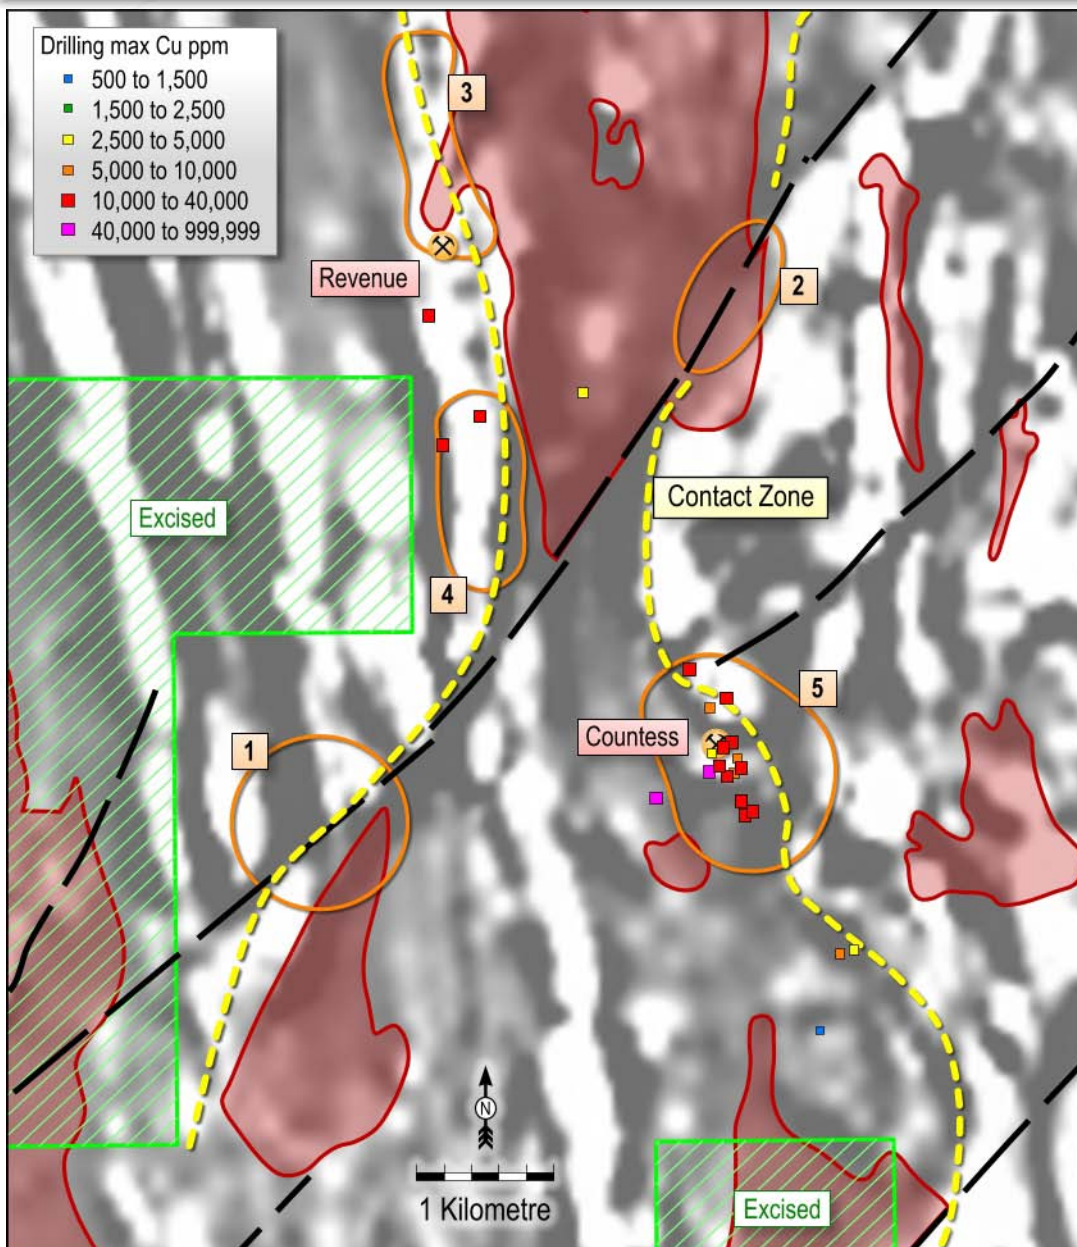 Drilling max Cu ppm
500 to 1,500
1,500 to 2,500
2,500 to 5,000
5,000 to 10,000
10,000 to 40,000
40,000 to 999,999
3
Revenue
2
Excised
Contact Zone
4
5
Countess
1
N
1 Kilometre
Excised